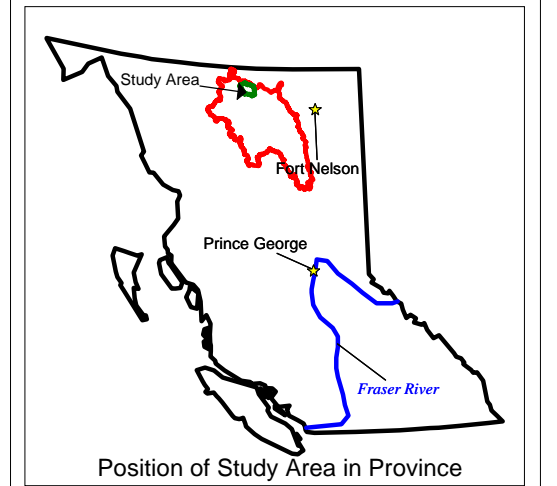 Study Area
Fort Nelson
Prince George
Fraser River
Position of Study Area in Province